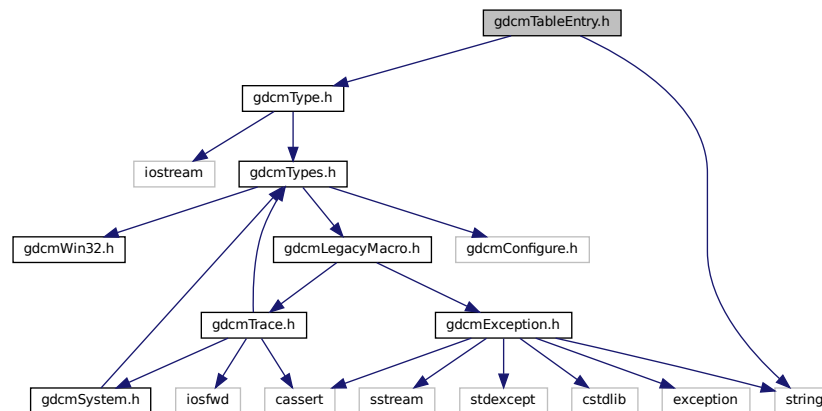 gdcmTableEntry.h
gdcmType.h
iostream
gdcmTypes.h
gdcmWin32.h
gdcmLegacyMacro.h
gdcmConfigure.h
gdcmTrace.h
gdcmException.h
gdcmSystem.h
iosfwd
cassert
sstream
stdexcept
cstdlib
exception
string